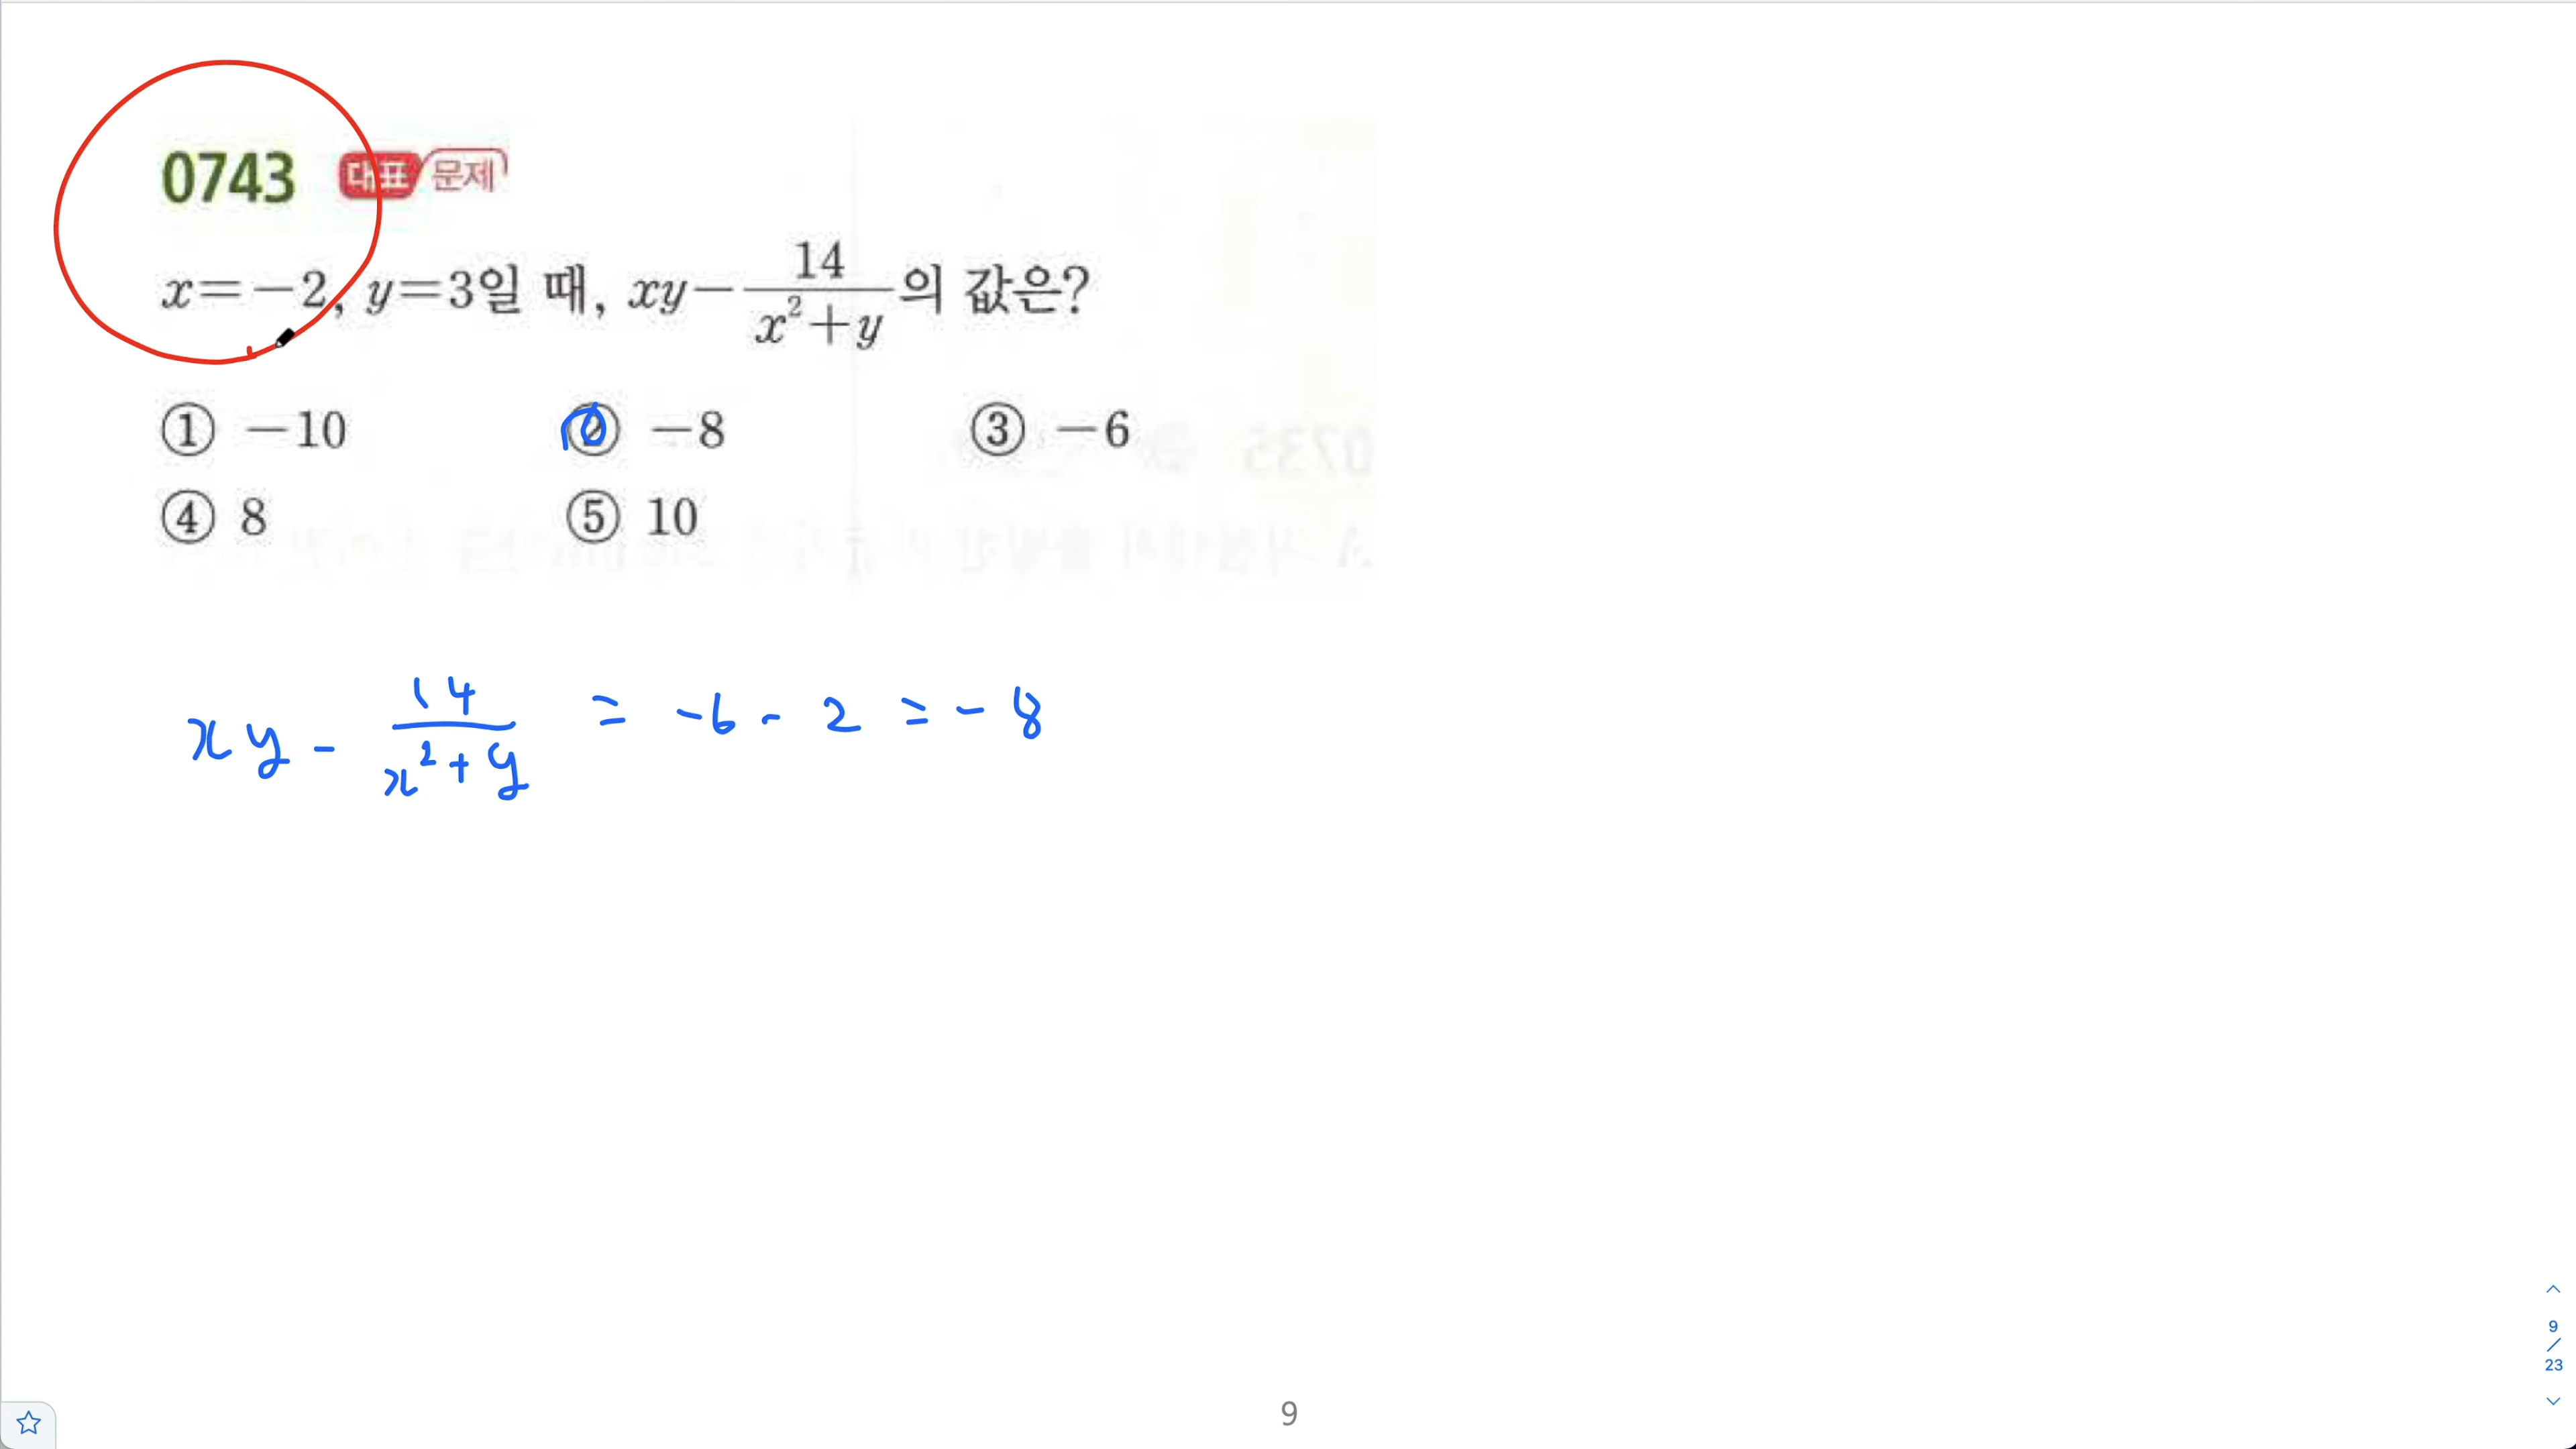 0743 대표 문제
x=-2, y=3일 때, xy-14/(x²+y)의 값은?
① -10 ② -8 ③ -6
④ 8 ⑤ 10
xy - 14/(x²+y) = -6 - 2 = -8
9
/
23
9